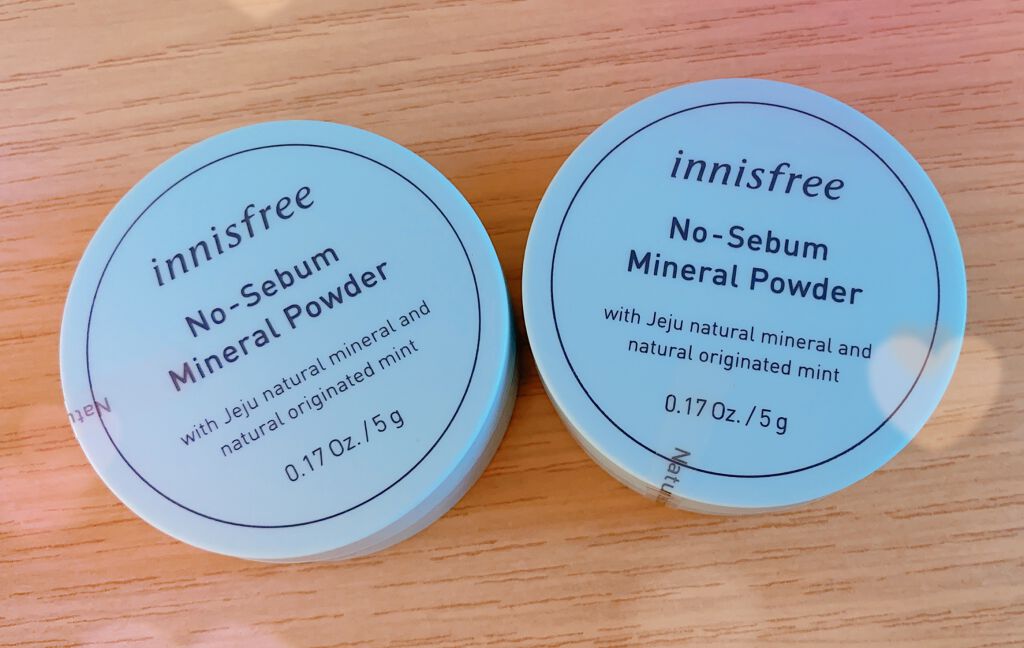 innisfree
No-Sebum
Mineral Powder
with Jeju natural mineral and
natural originated mint
0.17 Oz. / 5 g
innisfree
No-Sebum
Mineral Powder
with Jeju natural mineral and
natural originated mint
0.17 Oz. / 5 g